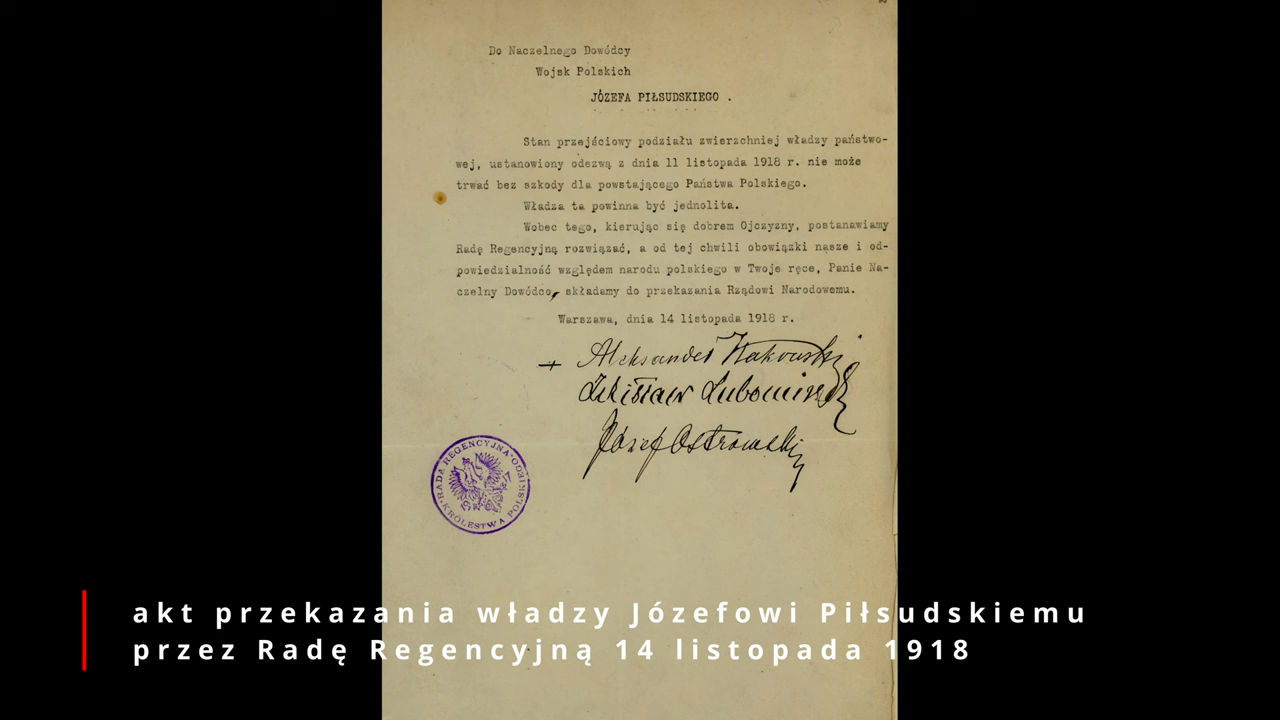 Do Naczelnego Dowódcy
Wojsk Polskich
JÓZEFA PIŁSUDSKIEGO .
Stan przejściowy podziału zwierzchniej władzy państwo-
wej, ustanowiony odezwą z dnia 11 listopada 1918 r. nie może
trwać bez szkody dla powstającego Państwa Polskiego.
Władza ta powinna być jednolita.
Wobec tego, kierując się dobrem Ojczyzny, postanawiamy
Radę Regencyjną rozwiązać, a od tej chwili obowiązki nasze i od-
powiedzialność względem narodu polskiego w Twoje ręce, Panie Na-
czelny Dowódco, składamy do przekazania Rządowi Narodowemu.
Warszawa, dnia 14 listopada 1918 r.
+ Aleksander Kakowski
Zdzisław Lubomirski
Józef Ostrowski
RADA REGENCYJNA
KRÓLESTWA POLSKIEGO
akt przekazania władzy Józefowi Piłsudskiemu
przez Radę Regencyjną 14 listopada 1918